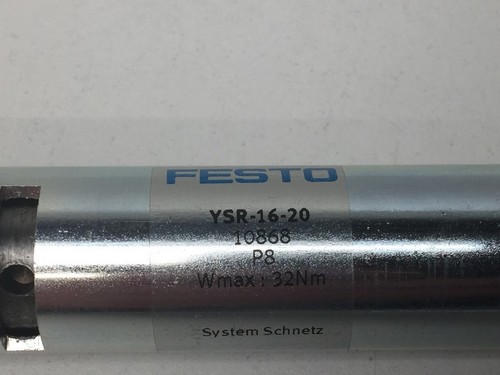 FESTO
YSR-16-20
10868
P8
Wmax : 32Nm
System Schnetz